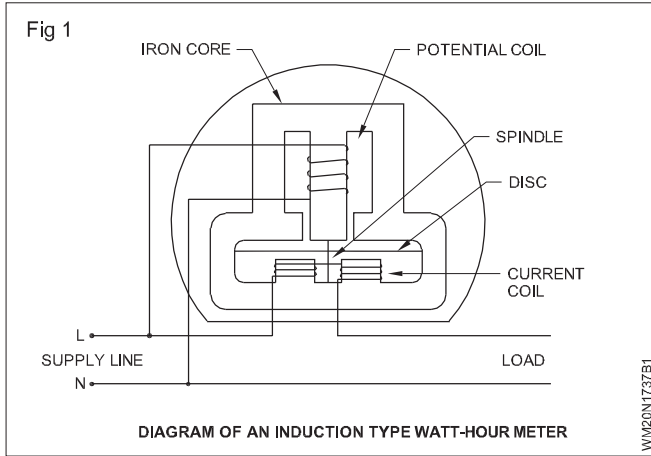 Fig 1
IRON CORE
POTENTIAL COIL
SPINDLE
DISC
CURRENT
COIL
L
SUPPLY LINE
LOAD
N
DIAGRAM OF AN INDUCTION TYPE WATT-HOUR METER
WM20N1737B1